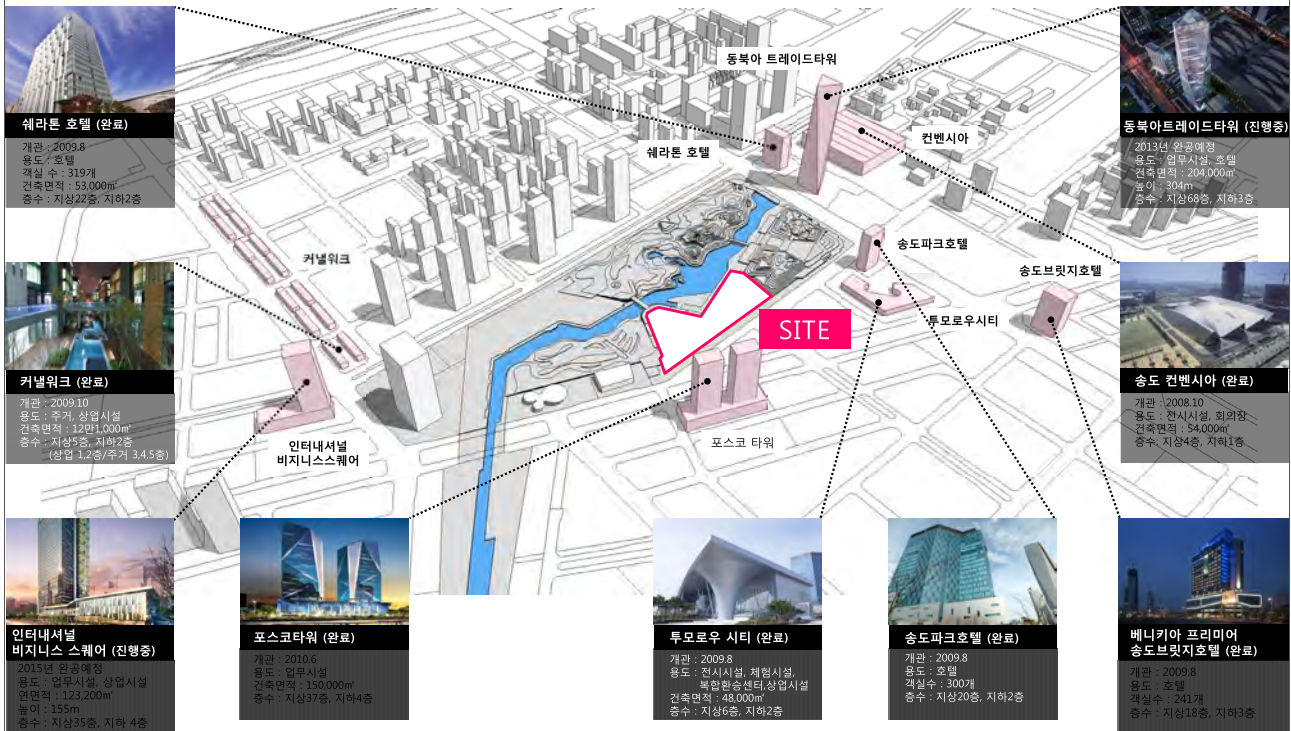 쉐라톤 호텔 (완료)
개관 : 2009.8
용도 : 호텔
객실 수 : 319개
건축면적 : 53,000㎡
층수 : 지상22층, 지하2층
커낼워크 (완료)
개관 : 2009.10
용도 : 주거, 상업시설
건축면적 : 12만1,000㎡
층수 : 지상5층, 지하2층
(상업 1,2층/주거 3,4,5층)
동북아 트레이드타워
쉐라톤 호텔
컨벤시아
커낼워크
송도파크호텔
송도브릿지호텔
투모로우시티
SITE
포스코 타워
인터내셔널
비지니스스퀘어
동북아트레이드타워 (진행중)
2013년 완공예정
용도 : 업무시설, 호텔
건축면적 : 204,000㎡
높이 : 304m
층수 : 지상68층, 지하3층
송도 컨벤시아 (완료)
개관 : 2008.10
용도 : 전시시설, 회의장
건축면적 : 54,000㎡
층수: 지상4층, 지하1층
인터내셔널
비지니스 스퀘어 (진행중)
2015년 완공예정
용도 : 업무시설, 상업시설
연면적 : 123,200㎡
높이 : 155m
층수 : 지상35층, 지하 4층
포스코타워 (완료)
개관 : 2010.6
용도 : 업무시설
건축면적 : 150,000㎡
층수 : 지상37층, 지하4층
투모로우 시티 (완료)
개관 : 2009.8
용도 : 전시시설, 체험시설,
복합환승센터,상업시설
건축면적 : 48,000㎡
층수 : 지상6층, 지하2층
송도파크호텔 (완료)
개관 : 2009.8
용도 : 호텔
객실수 : 300개
층수 : 지상20층, 지하2층
베니키아 프리미어
송도브릿지호텔 (완료)
개관 : 2009.8
용도 : 호텔
객실수 : 241개
층수 : 지상18층, 지하3층